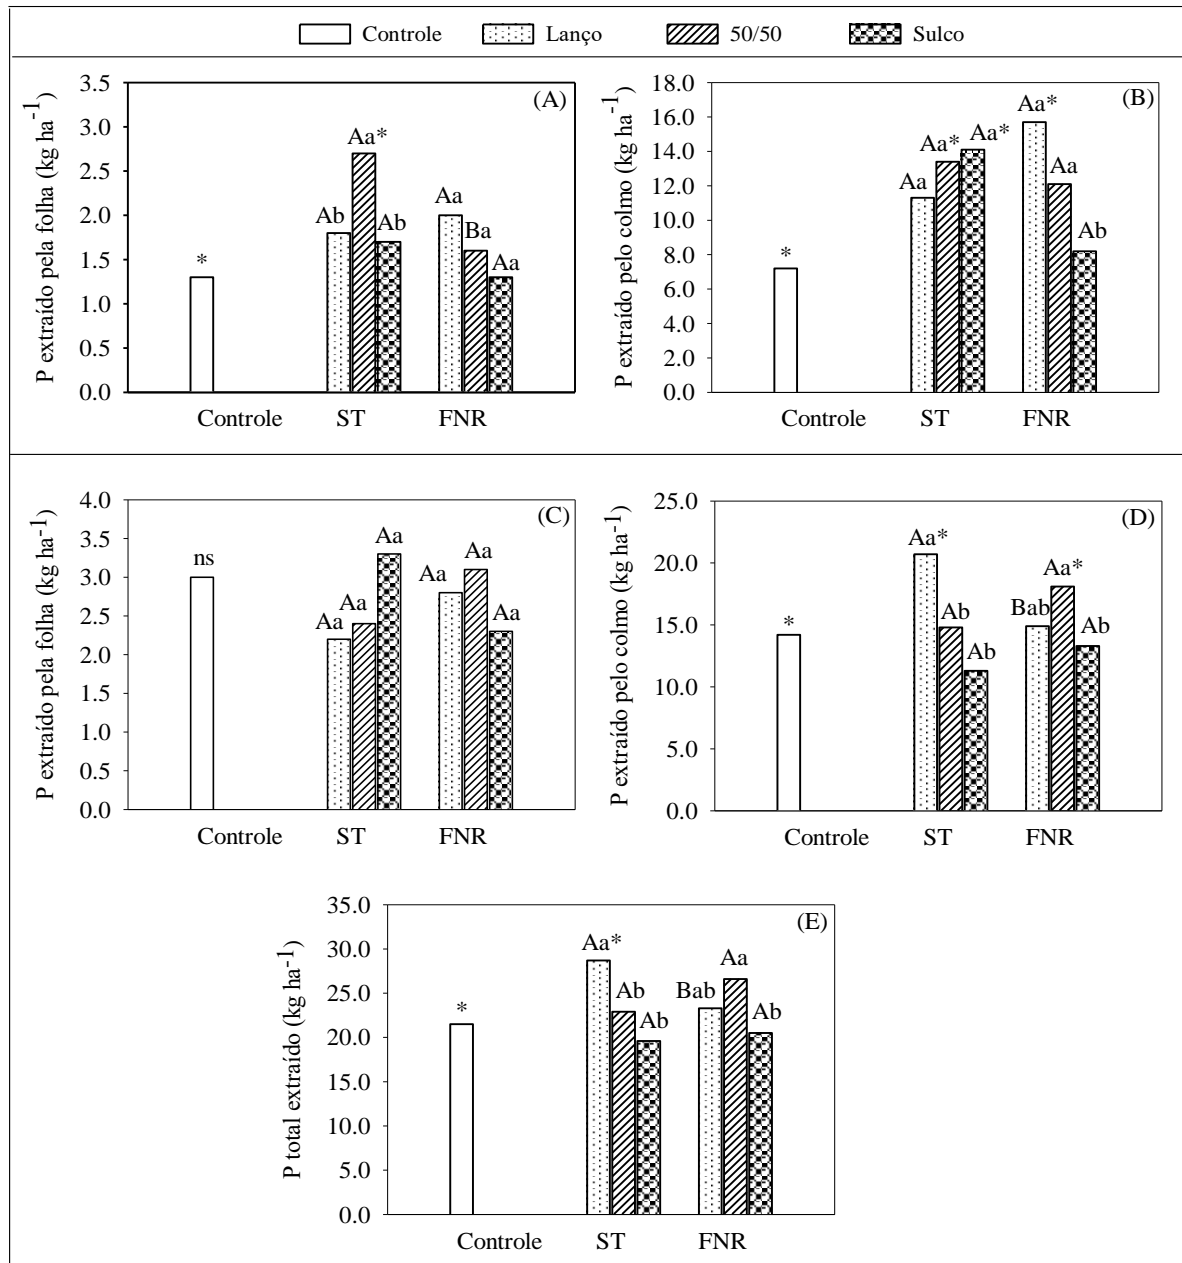 Controle Lanço 50/50 Sulco
(A)
P extraído pela folha (kg ha-1)
3.5
3.0
2.5
2.0
1.5
1.0
0.5
0.0
*
Ab
Aa*
Ab
Aa
Ba
Aa
Controle ST FNR
(B)
P extraído pelo colmo (kg ha-1)
18.0
16.0
14.0
12.0
10.0
8.0
6.0
4.0
2.0
0.0
*
Aa
Aa*
Aa*
Aa*
Aa
Ab
Controle ST FNR
(C)
P extraído pela folha (kg ha-1)
4.0
3.5
3.0
2.5
2.0
1.5
1.0
0.5
0.0
ns
Aa
Aa
Aa
Aa
Aa
Aa
Controle ST FNR
(D)
P extraído pelo colmo (kg ha-1)
25.0
20.0
15.0
10.0
5.0
0.0
*
Aa*
Ab
Ab
Bab
Aa*
Ab
Controle ST FNR
(E)
P total extraído (kg ha-1)
35.0
30.0
25.0
20.0
15.0
10.0
5.0
0.0
*
Aa*
Ab
Ab
Bab
Aa
Ab
Controle ST FNR